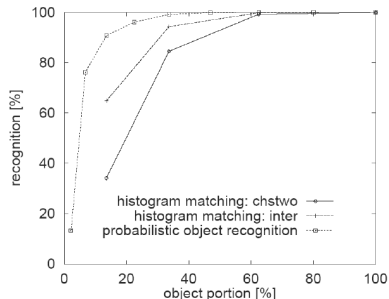 100
80
60
40
20
0
recognition [%]
histogram matching: chstwo
histogram matching: inter
probabilistic object recognition
0 20 40 60 80 100
object portion [%]